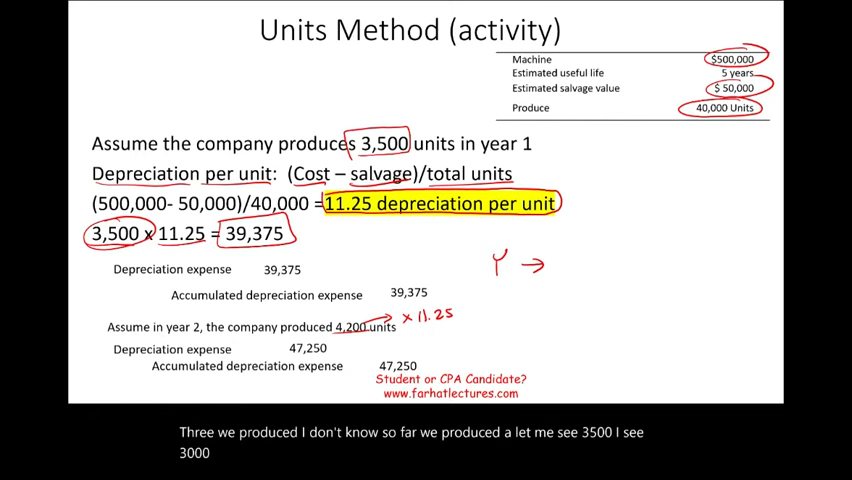 Units Method (activity)
Machine $500,000
Estimated useful life 5 years
Estimated salvage value $ 50,000
Produce 40,000 Units
Assume the company produces 3,500 units in year 1
Depreciation per unit: (Cost – salvage)/total units
(500,000- 50,000)/40,000 = 11.25 depreciation per unit
3,500 x 11.25 = 39,375
Y →
Depreciation expense 39,375
Accumulated depreciation expense 39,375
Assume in year 2, the company produced 4,200 units x 11.25
Depreciation expense 47,250
Accumulated depreciation expense 47,250
Student or CPA Candidate?
www.farhatlectures.com
Three we produced I don't know so far we produced a let me see 3500 I see
3000